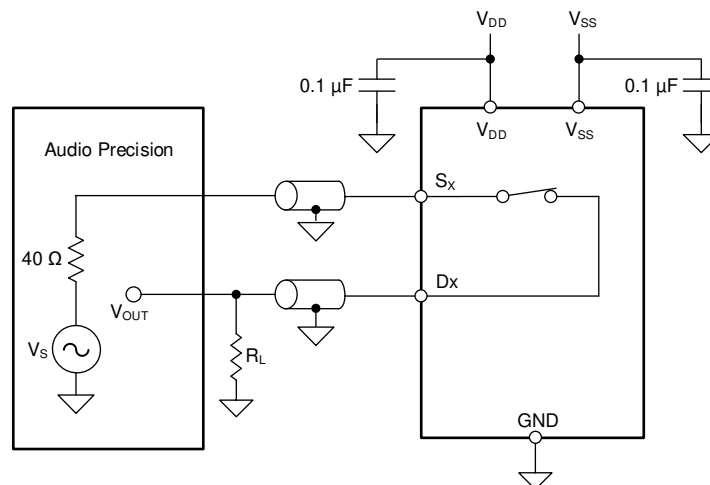 VDD VSS
0.1 µF 0.1 µF
VDD VSS
Audio Precision
SX
40 Ω
Dx
VOUT
VS
RL
GND